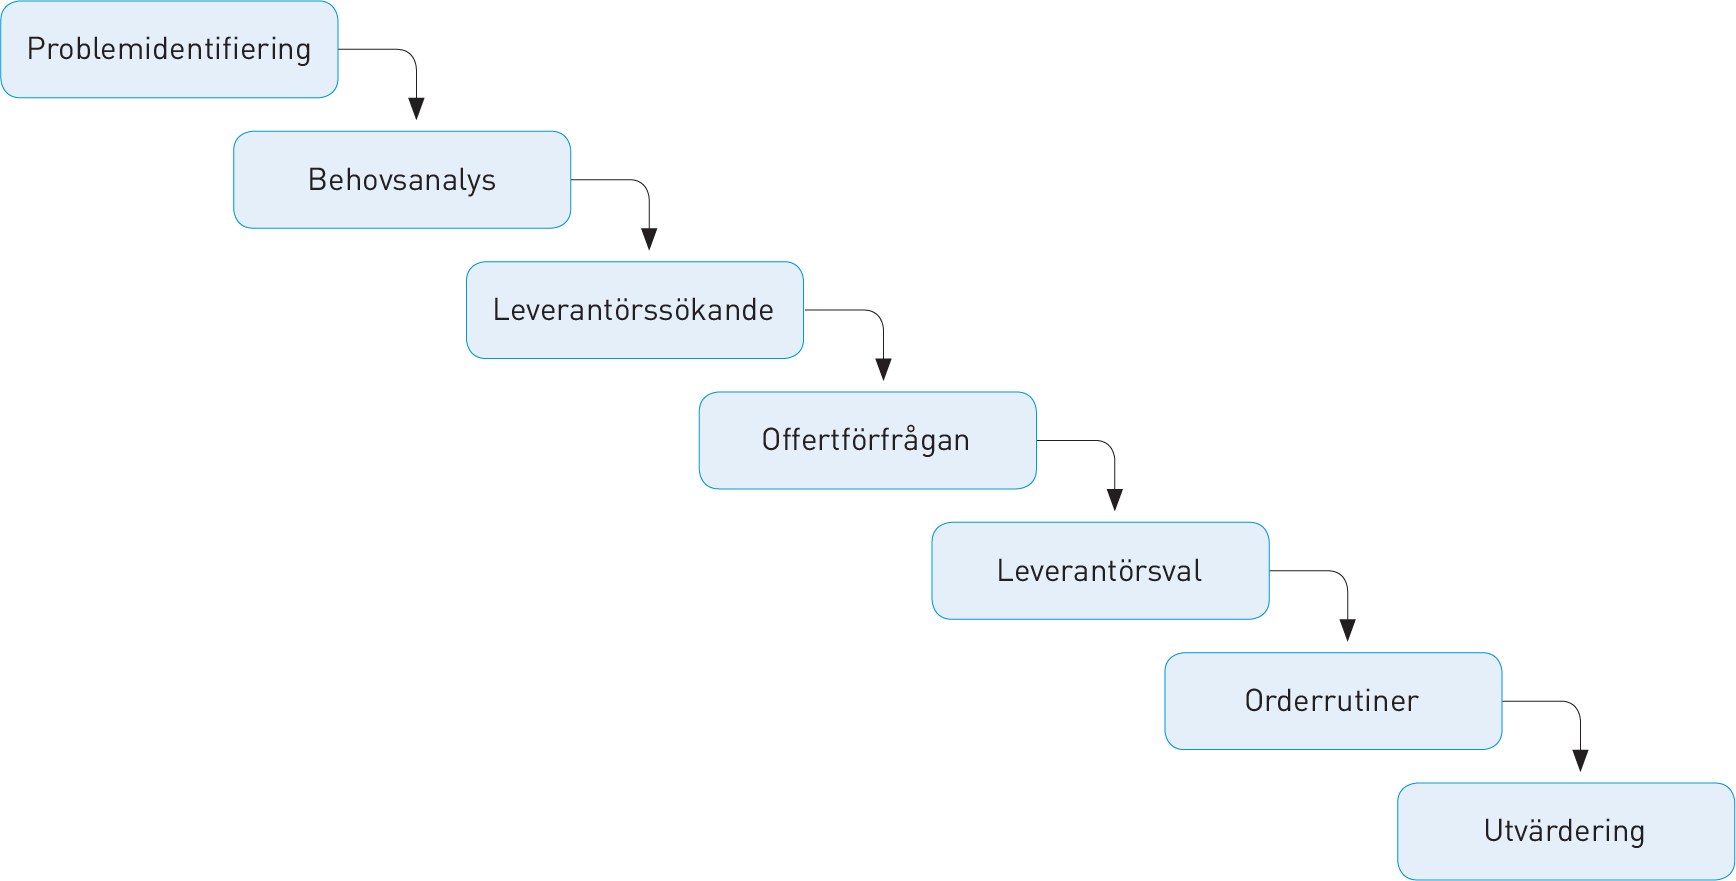 Problemidentifiering
Behovsanalys
Leverantörssökande
Offertförfrågan
Leverantörsval
Orderrutiner
Utvärdering